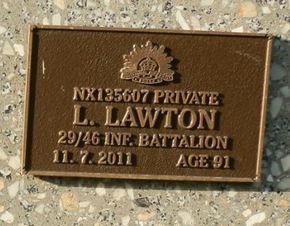 NX135607 PRIVATE
L. LAWTON
29/46 INF. BATTALION
11. 7. 2011 AGE 91